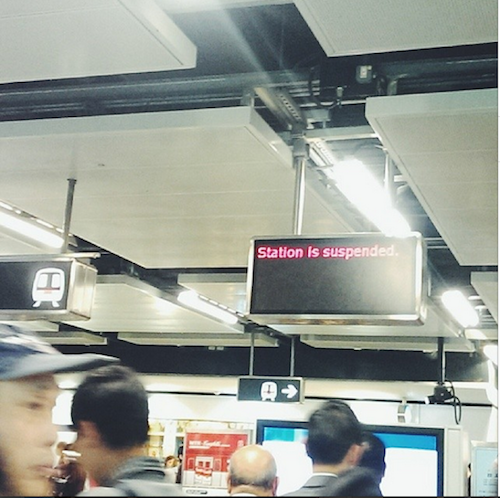 Station is suspended.